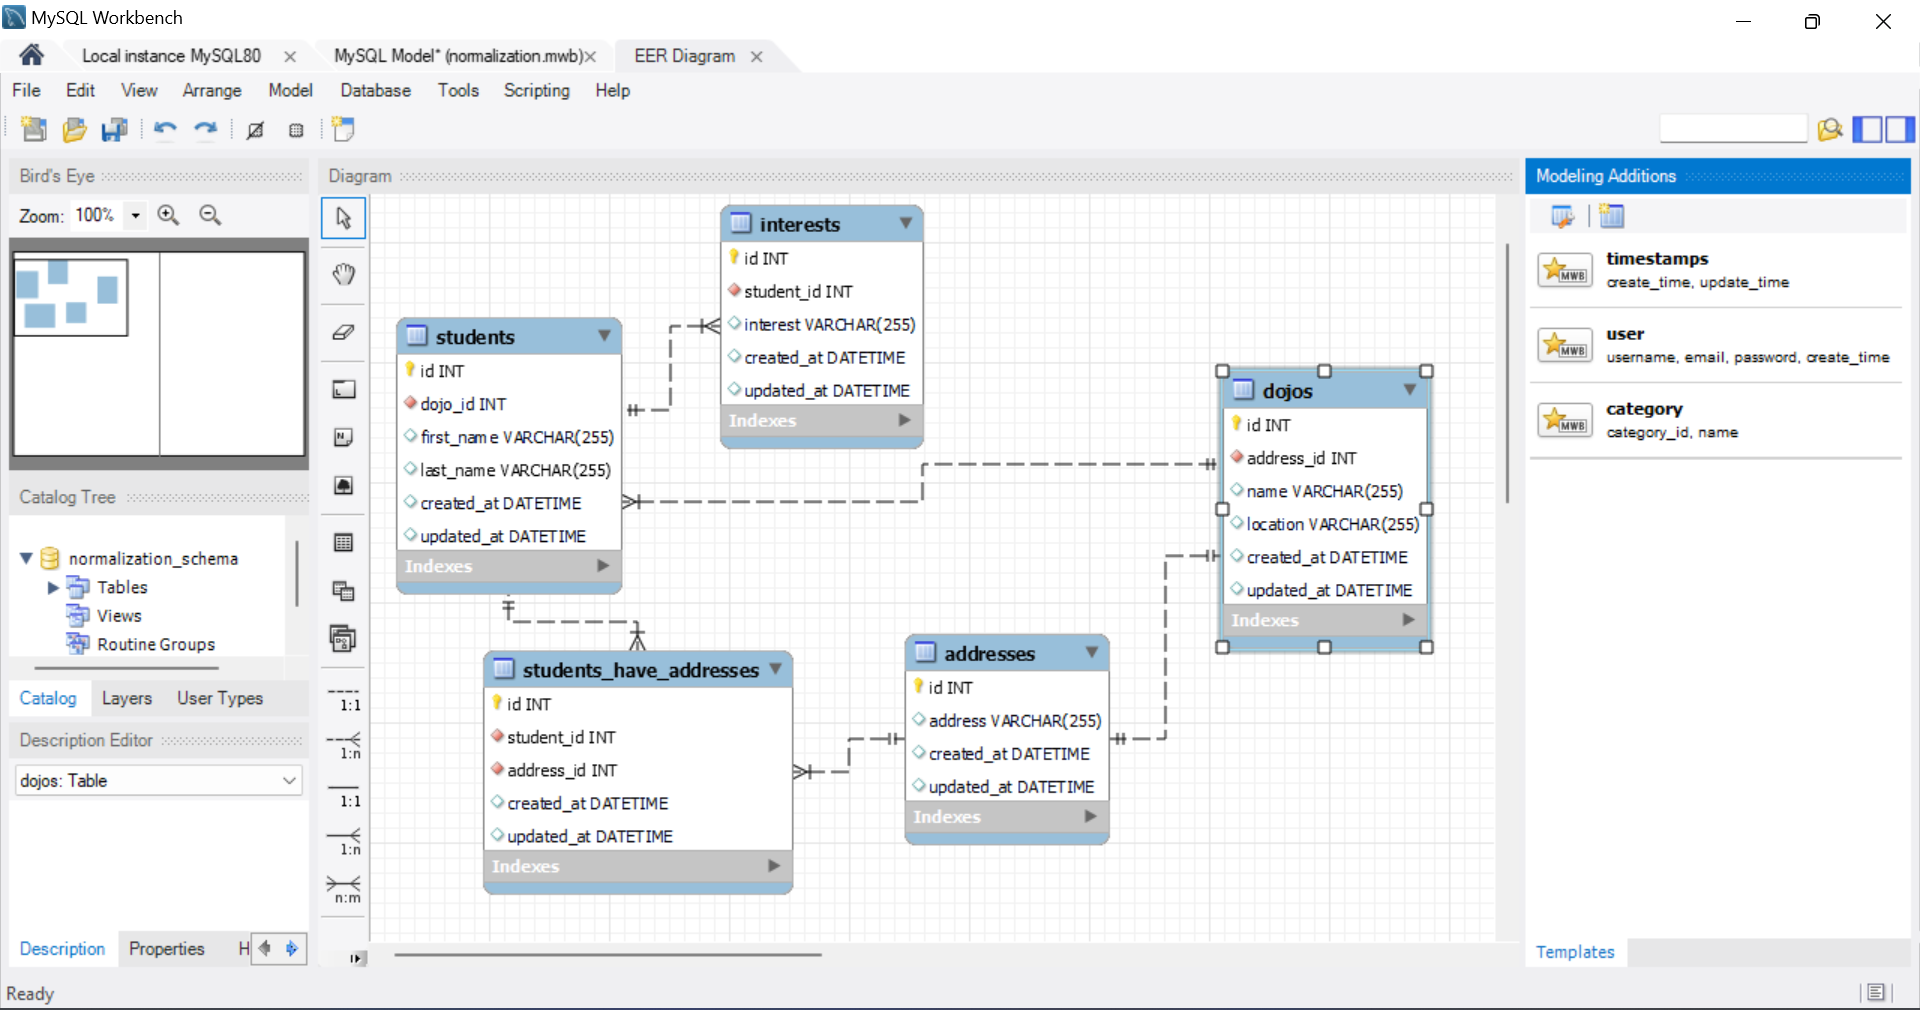 MySQL Workbench
Local instance MySQL80
MySQL Model* (normalization.mwb)
EER Diagram
File Edit View Arrange Model Database Tools Scripting Help
Bird's Eye
Zoom: 100%
Catalog Tree
normalization_schema
Tables
Views
Routine Groups
Catalog Layers User Types
Description Editor
dojos: Table
Description Properties H
Ready
Diagram
1:1
1:n
1:1
1:n
n:m
students
id INT
dojo_id INT
first_name VARCHAR(255)
last_name VARCHAR(255)
created_at DATETIME
updated_at DATETIME
Indexes
interests
id INT
student_id INT
interest VARCHAR(255)
created_at DATETIME
updated_at DATETIME
Indexes
dojos
id INT
address_id INT
name VARCHAR(255)
location VARCHAR(255)
created_at DATETIME
updated_at DATETIME
Indexes
students_have_addresses
id INT
student_id INT
address_id INT
created_at DATETIME
updated_at DATETIME
Indexes
addresses
id INT
address VARCHAR(255)
created_at DATETIME
updated_at DATETIME
Indexes
Modeling Additions
MWB
timestamps
create_time, update_time
MWB
user
username, email, password, create_time
MWB
category
category_id, name
Templates